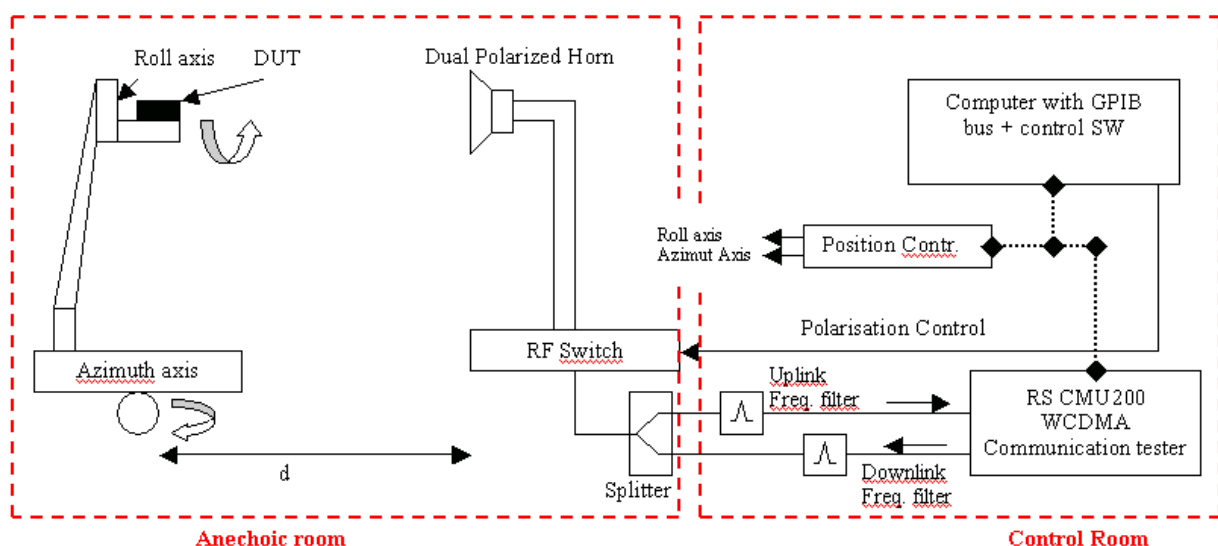 Roll axis
DUT
Dual Polarized Horn
Computer with GPIB
bus + control SW
Roll axis
Azimut Axis
Position Contr.
Polarisation Control
RF Switch
Azimuth axis
Uplink
Freq. filter
RS CMU200
WCDMA
Communication tester
d
Splitter
Downlink
Freq. filter
Anechoic room
Control Room